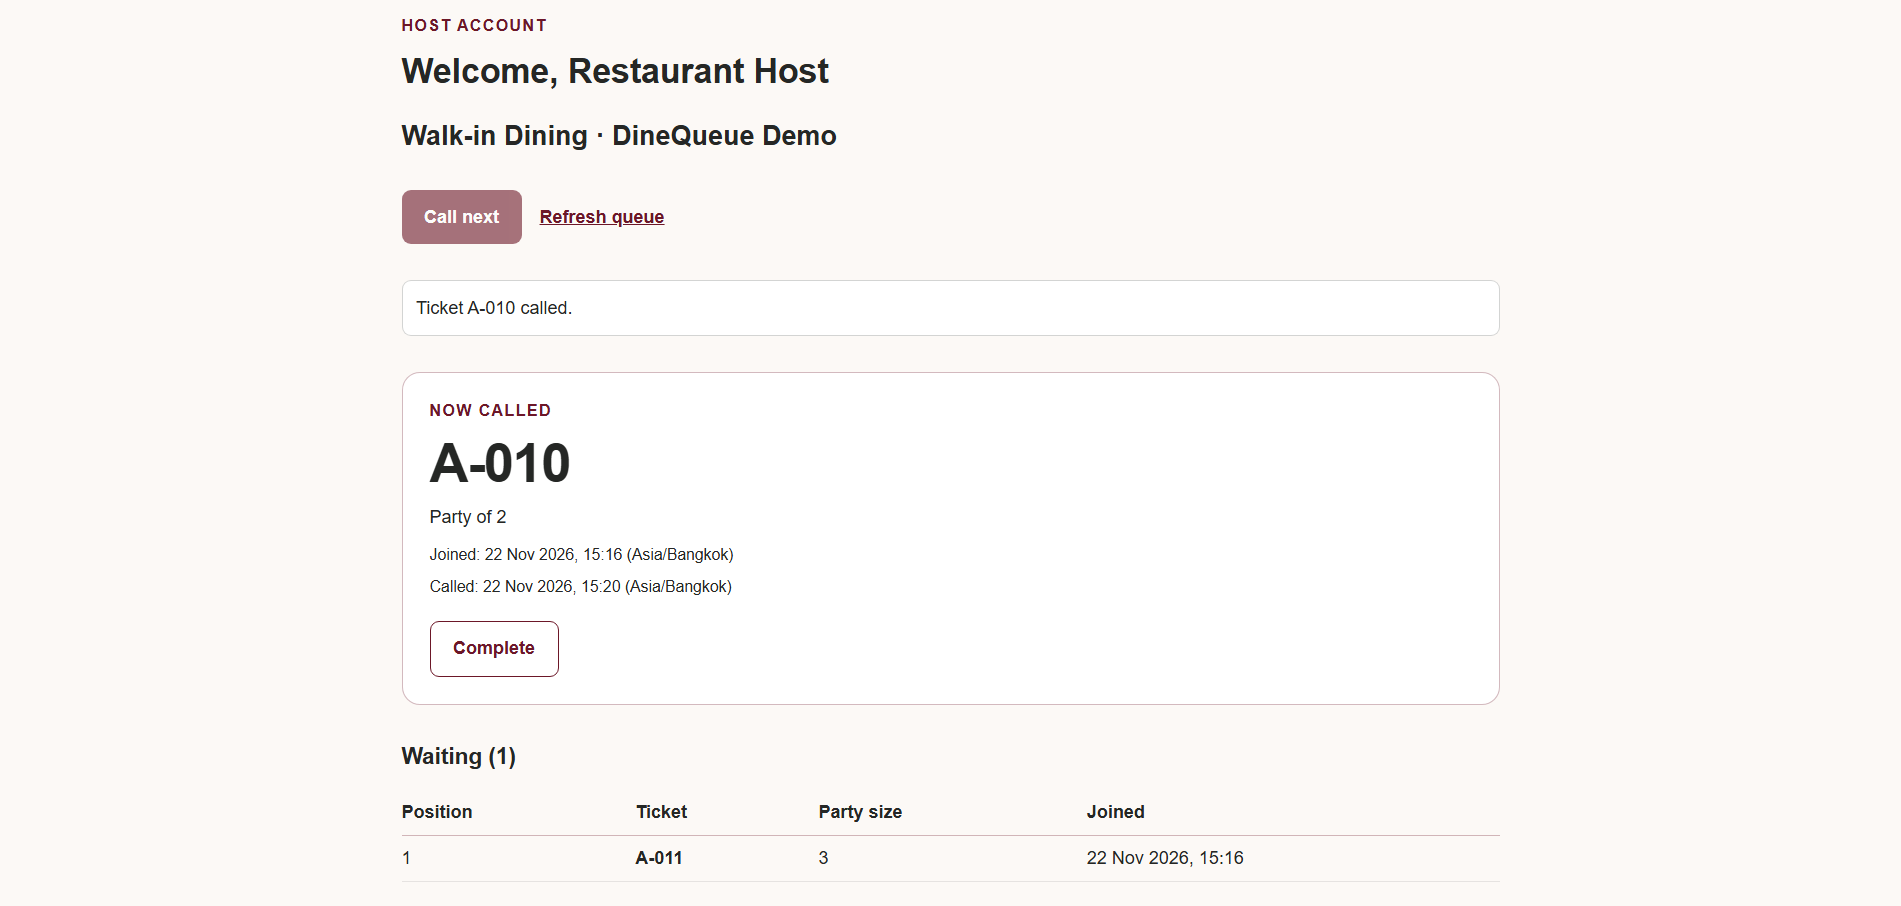 HOST ACCOUNT
Welcome, Restaurant Host
Walk-in Dining · DineQueue Demo
Call next
Refresh queue
Ticket A-010 called.
NOW CALLED
A-010
Party of 2
Joined: 22 Nov 2026, 15:16 (Asia/Bangkok)
Called: 22 Nov 2026, 15:20 (Asia/Bangkok)
Complete
Waiting (1)
Position Ticket Party size Joined
1 A-011 3 22 Nov 2026, 15:16